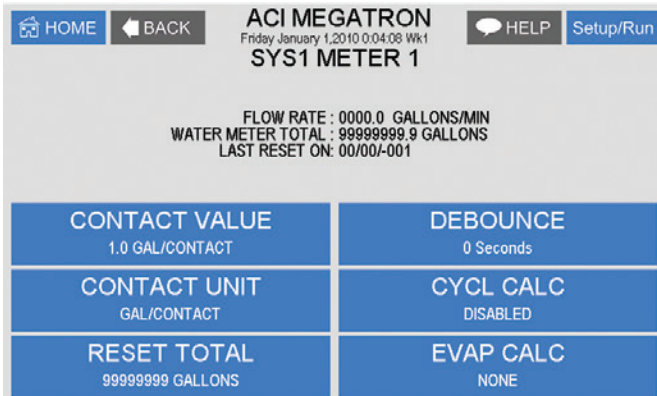 HOME
BACK
ACI MEGATRON
Friday January 1,2010 0:04:08 Wk1
SYS1 METER 1
HELP
Setup/Run
FLOW RATE : 0000.0 GALLONS/MIN
WATER METER TOTAL : 99999999.9 GALLONS
LAST RESET ON: 00/00/-001
CONTACT VALUE
1.0 GAL/CONTACT
DEBOUNCE
0 Seconds
CONTACT UNIT
GAL/CONTACT
CYCL CALC
DISABLED
RESET TOTAL
99999999 GALLONS
EVAP CALC
NONE